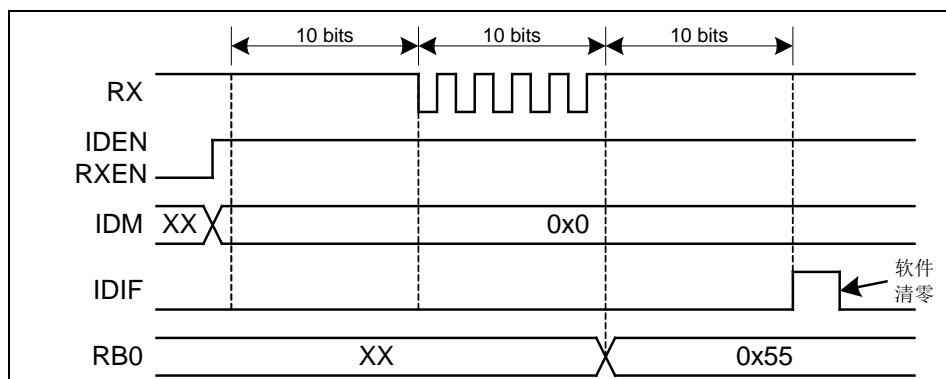 10 bits 10 bits 10 bits
RX
IDEN
RXEN
IDM XX 0x0
IDIF 软件
清零
RB0 XX 0x55